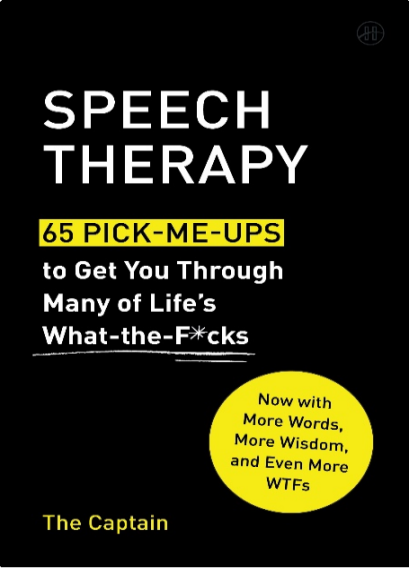 SPEECH
THERAPY
65 PICK-ME-UPS
to Get You Through
Many of Life's
What-the-F*cks
Now with
More Words,
More Wisdom,
and Even More
WTFs
The Captain